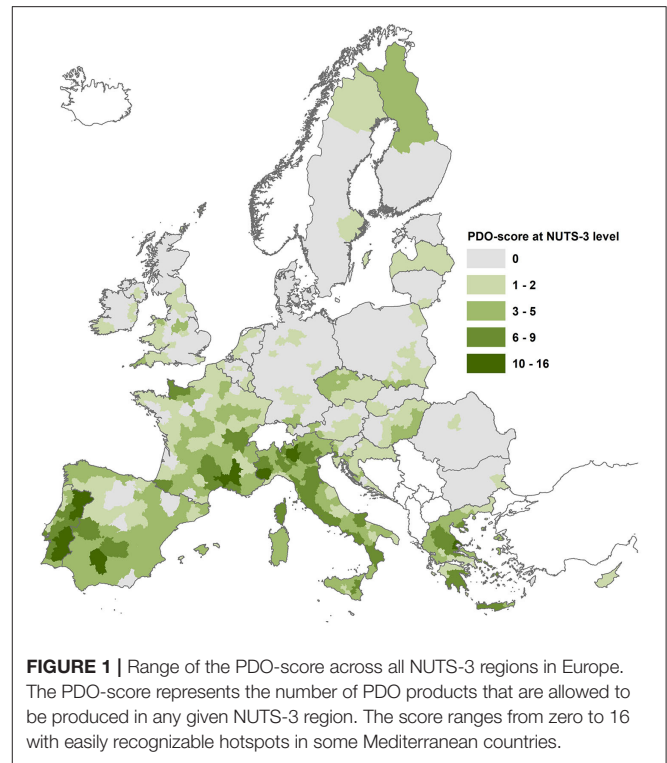 PDO-score at NUTS-3 level
0
1 - 2
3 - 5
6 - 9
10 - 16
FIGURE 1 | Range of the PDO-score across all NUTS-3 regions in Europe.
The PDO-score represents the number of PDO products that are allowed to
be produced in any given NUTS-3 region. The score ranges from zero to 16
with easily recognizable hotspots in some Mediterranean countries.